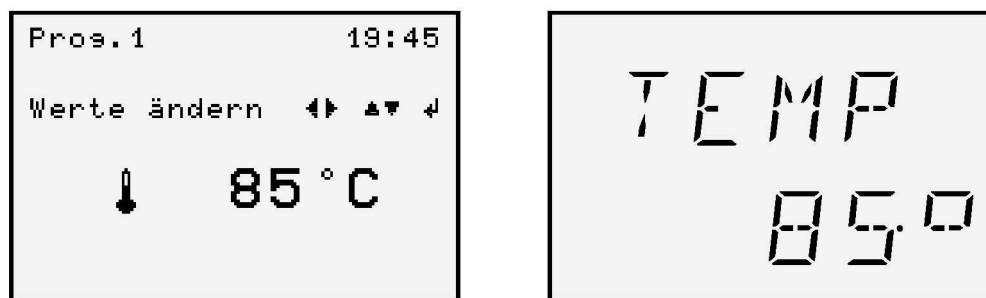 Prog.1 19:45
Werte ändern ◄► ▲▼ ↲
85°C
TEMP
85.°